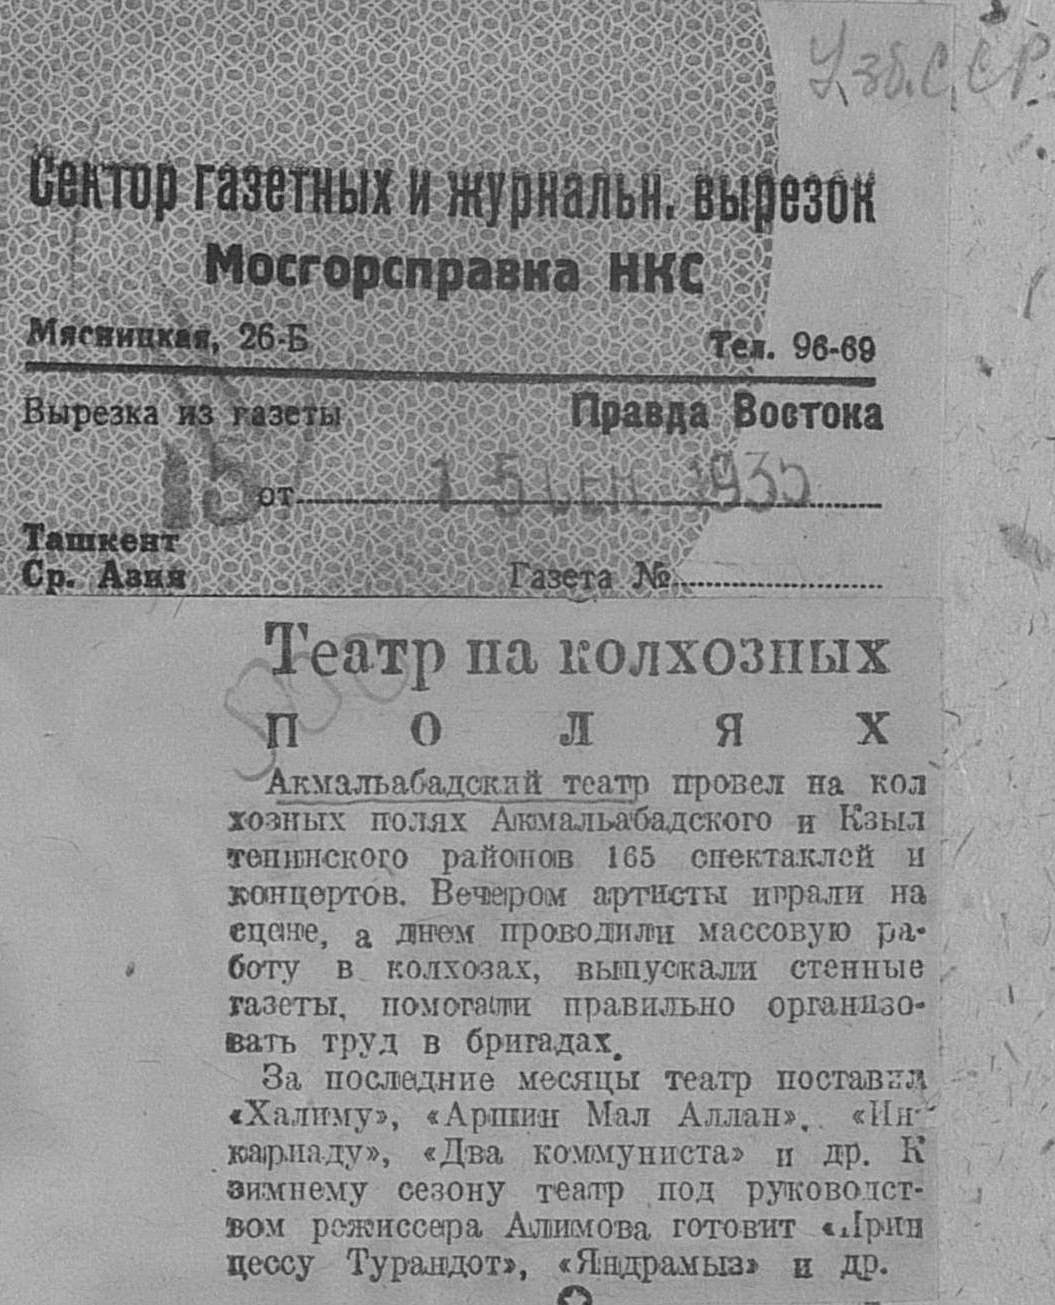 Узб.ССР.
Сектор газетных и журнальн. вырезок
Мосгорсправка НКС
Мясницкая, 26-Б Тел. 96-69
Вырезка из газеты Правда Востока
15 от 15 СЕН. 1935
Ташкент
Ср. Азия Газета №
Театр на колхозных
полях
Акмальабадский театр провел на кол
хозных полях Акмальабадского и Кзыл
тепинского районов 165 спектаклей и
концертов. Вечером артисты играли на
сцене, а днем проводили массовую ра-
боту в колхозах, выпускали стенные
газеты, помогали правильно организо-
вать труд в бригадах.
За последние месяцы театр поставил
«Халиму», «Аршин Мал Аллан», «Ин-
карнаду», «Два коммуниста» и др. К
зимнему сезону театр под руководст-
вом режиссера Алимова готовит «Прин
цессу Турандот», «Яндрамыз» и др.